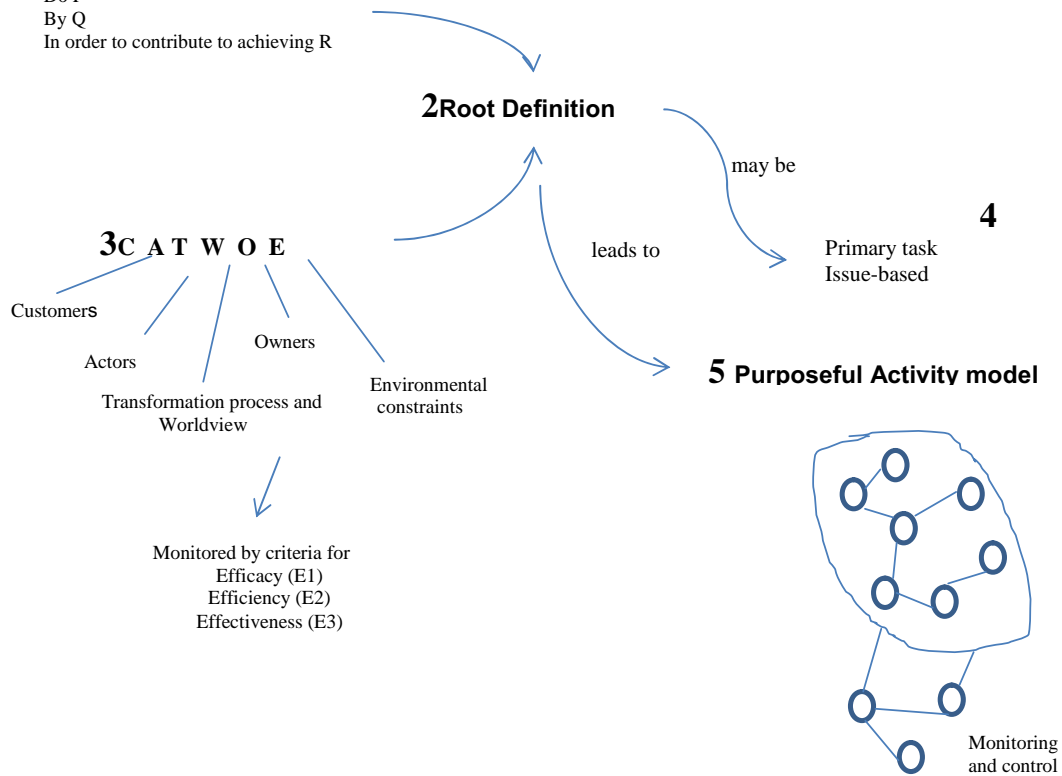 By Q
In order to contribute to achieving R
2Root Definition
may be
4
3C A T W O E
leads to
Primary task
Issue-based
Customers
Owners
Actors
Environmental
constraints
5 Purposeful Activity model
Transformation process and
Worldview
Monitored by criteria for
Efficacy (E1)
Efficiency (E2)
Effectiveness (E3)
Monitoring
and control